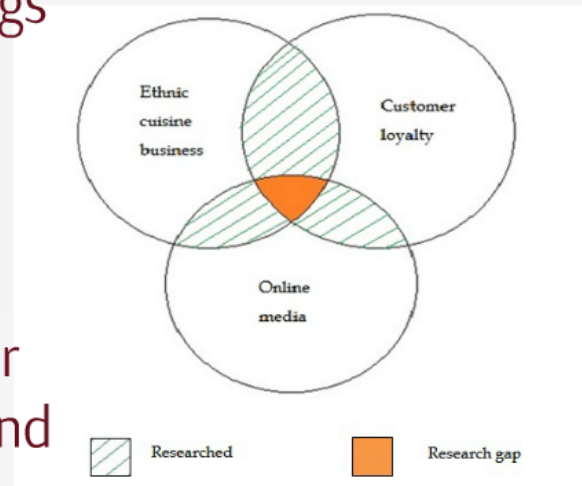 gs
Ethnic
cuisine
business
Customer
loyalty
Online
media
r
nd
Researched
Research gap